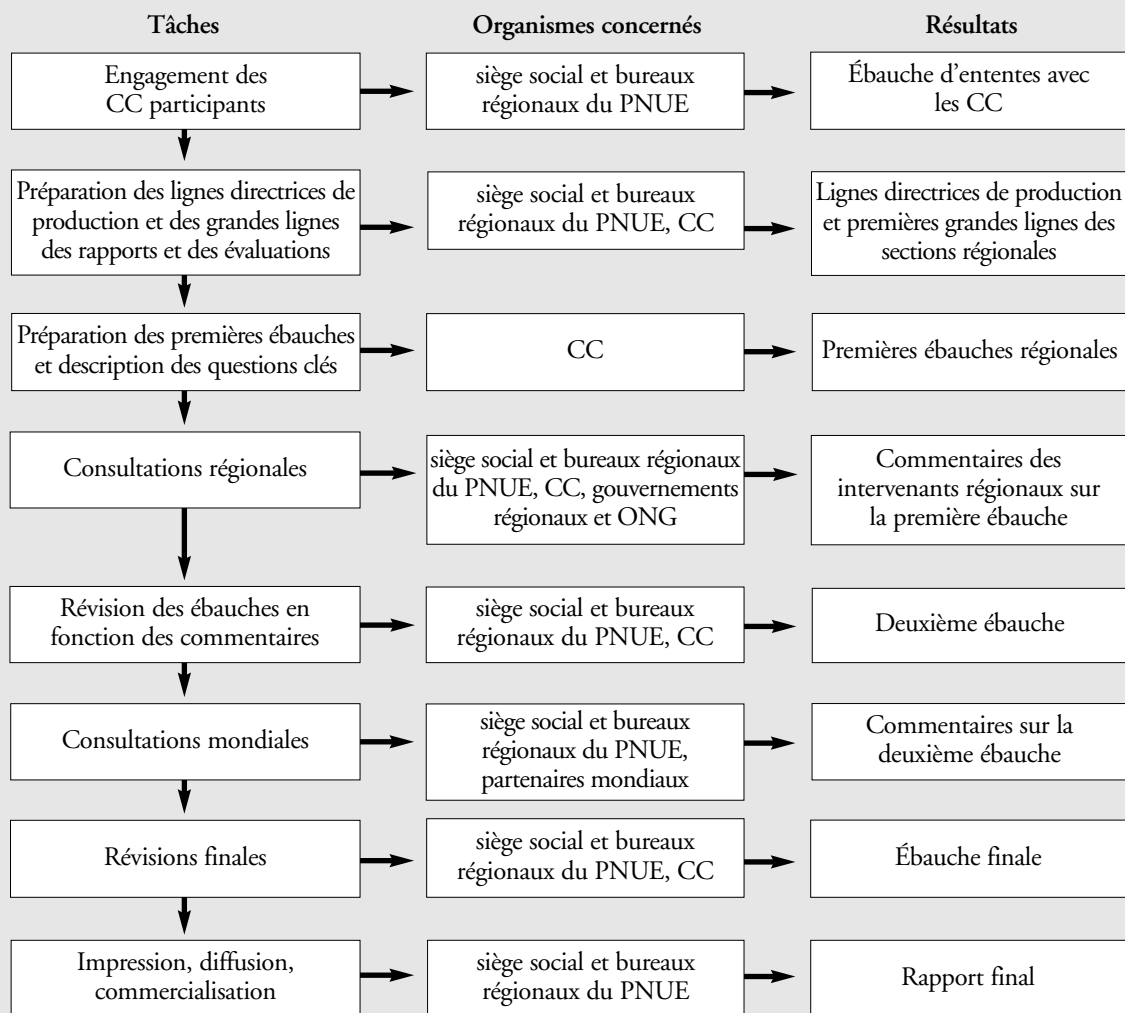 Tâches
Organismes concernés
Résultats
Engagement des
CC participants
siège social et bureaux
régionaux du PNUE
Ébauche d'ententes avec
les CC
Préparation des lignes directrices de
production et des grandes lignes
des rapports et des évaluations
siège social et bureaux
régionaux du PNUE, CC
Lignes directrices de production
et premières grandes lignes des
sections régionales
Préparation des premières ébauches
et description des questions clés
CC
Premières ébauches régionales
Consultations régionales
siège social et bureaux régionaux
du PNUE, CC, gouvernements
régionaux et ONG
Commentaires des
intervenants régionaux sur
la première ébauche
Révision des ébauches en
fonction des commentaires
siège social et bureaux
régionaux du PNUE, CC
Deuxième ébauche
Consultations mondiales
siège social et bureaux
régionaux du PNUE,
partenaires mondiaux
Commentaires sur la
deuxième ébauche
Révisions finales
siège social et bureaux
régionaux du PNUE, CC
Ébauche finale
Impression, diffusion,
commercialisation
siège social et bureaux
régionaux du PNUE
Rapport final